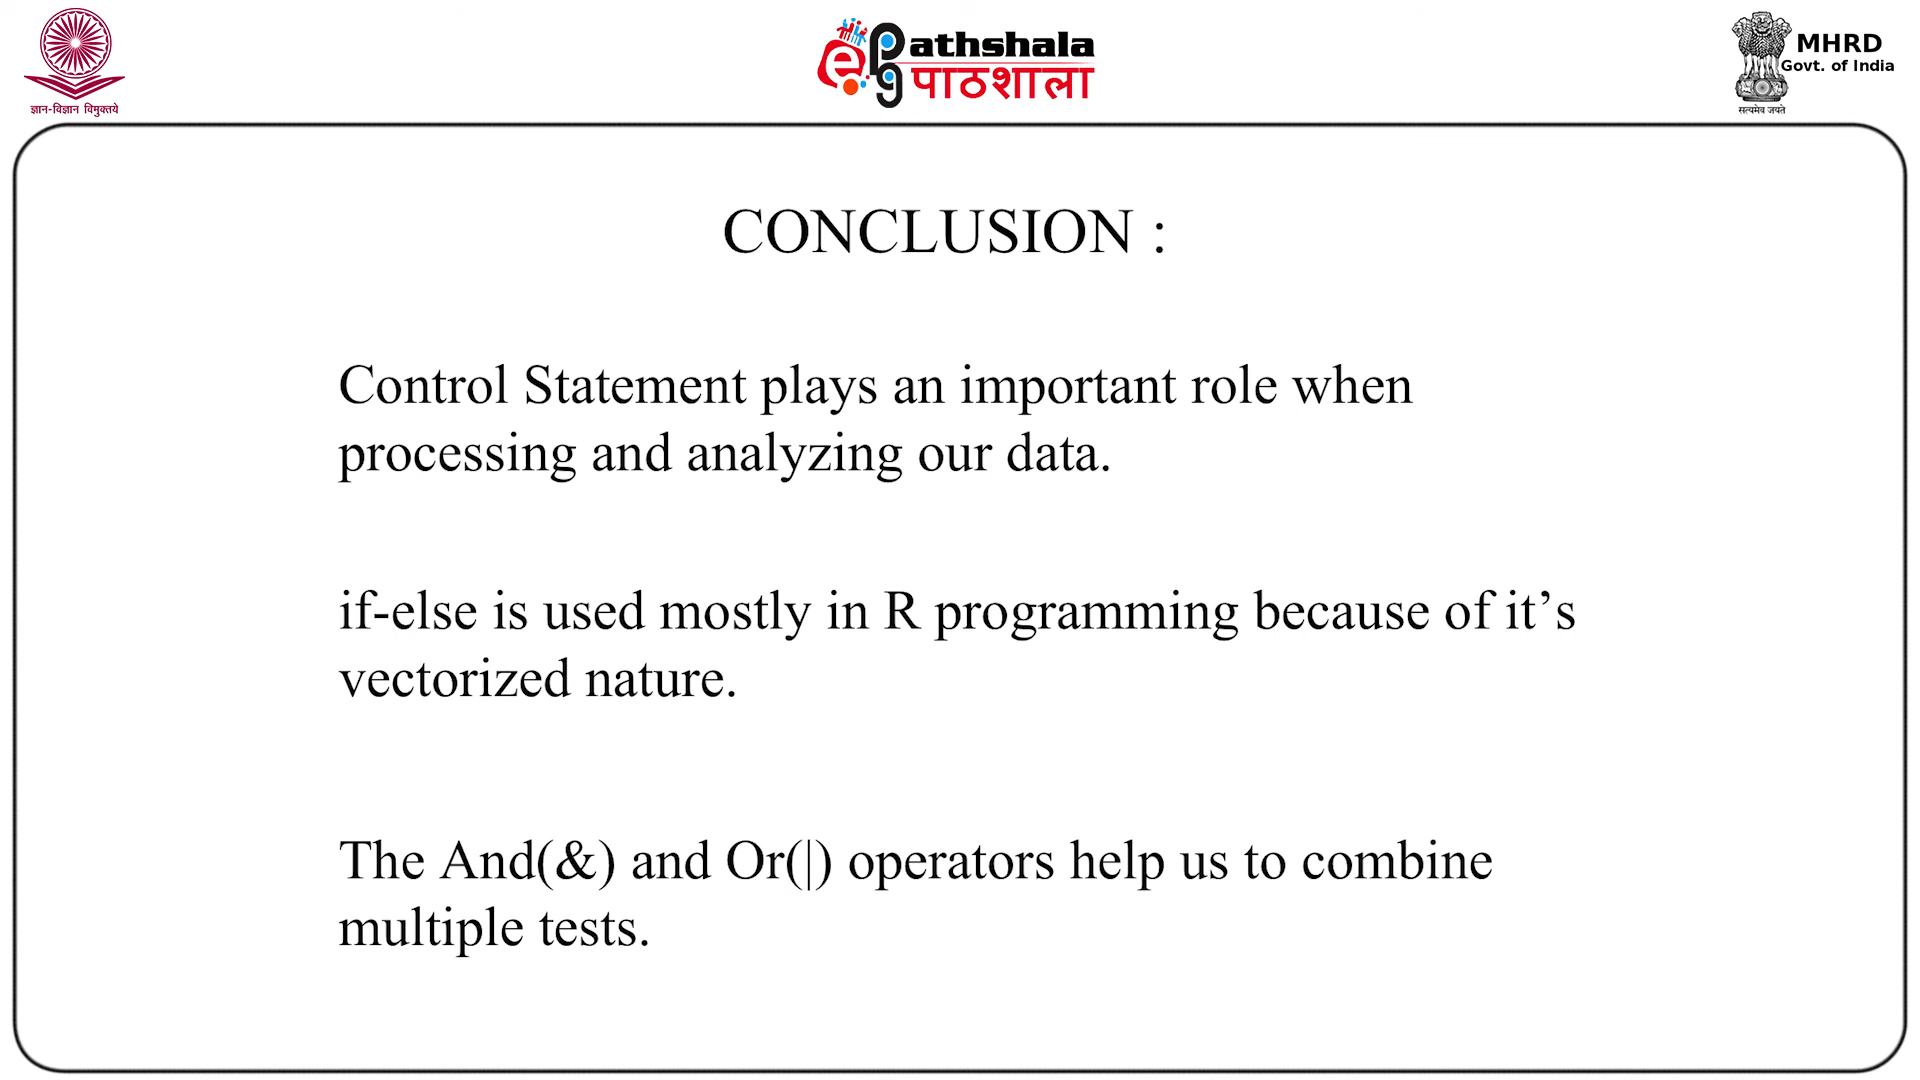 ज्ञान-विज्ञान विमुक्तये
ePG Pathshala
पाठशाला
MHRD
Govt. of India
सत्यमेव जयते
CONCLUSION :
Control Statement plays an important role when
processing and analyzing our data.
if-else is used mostly in R programming because of it’s
vectorized nature.
The And(&) and Or(|) operators help us to combine
multiple tests.